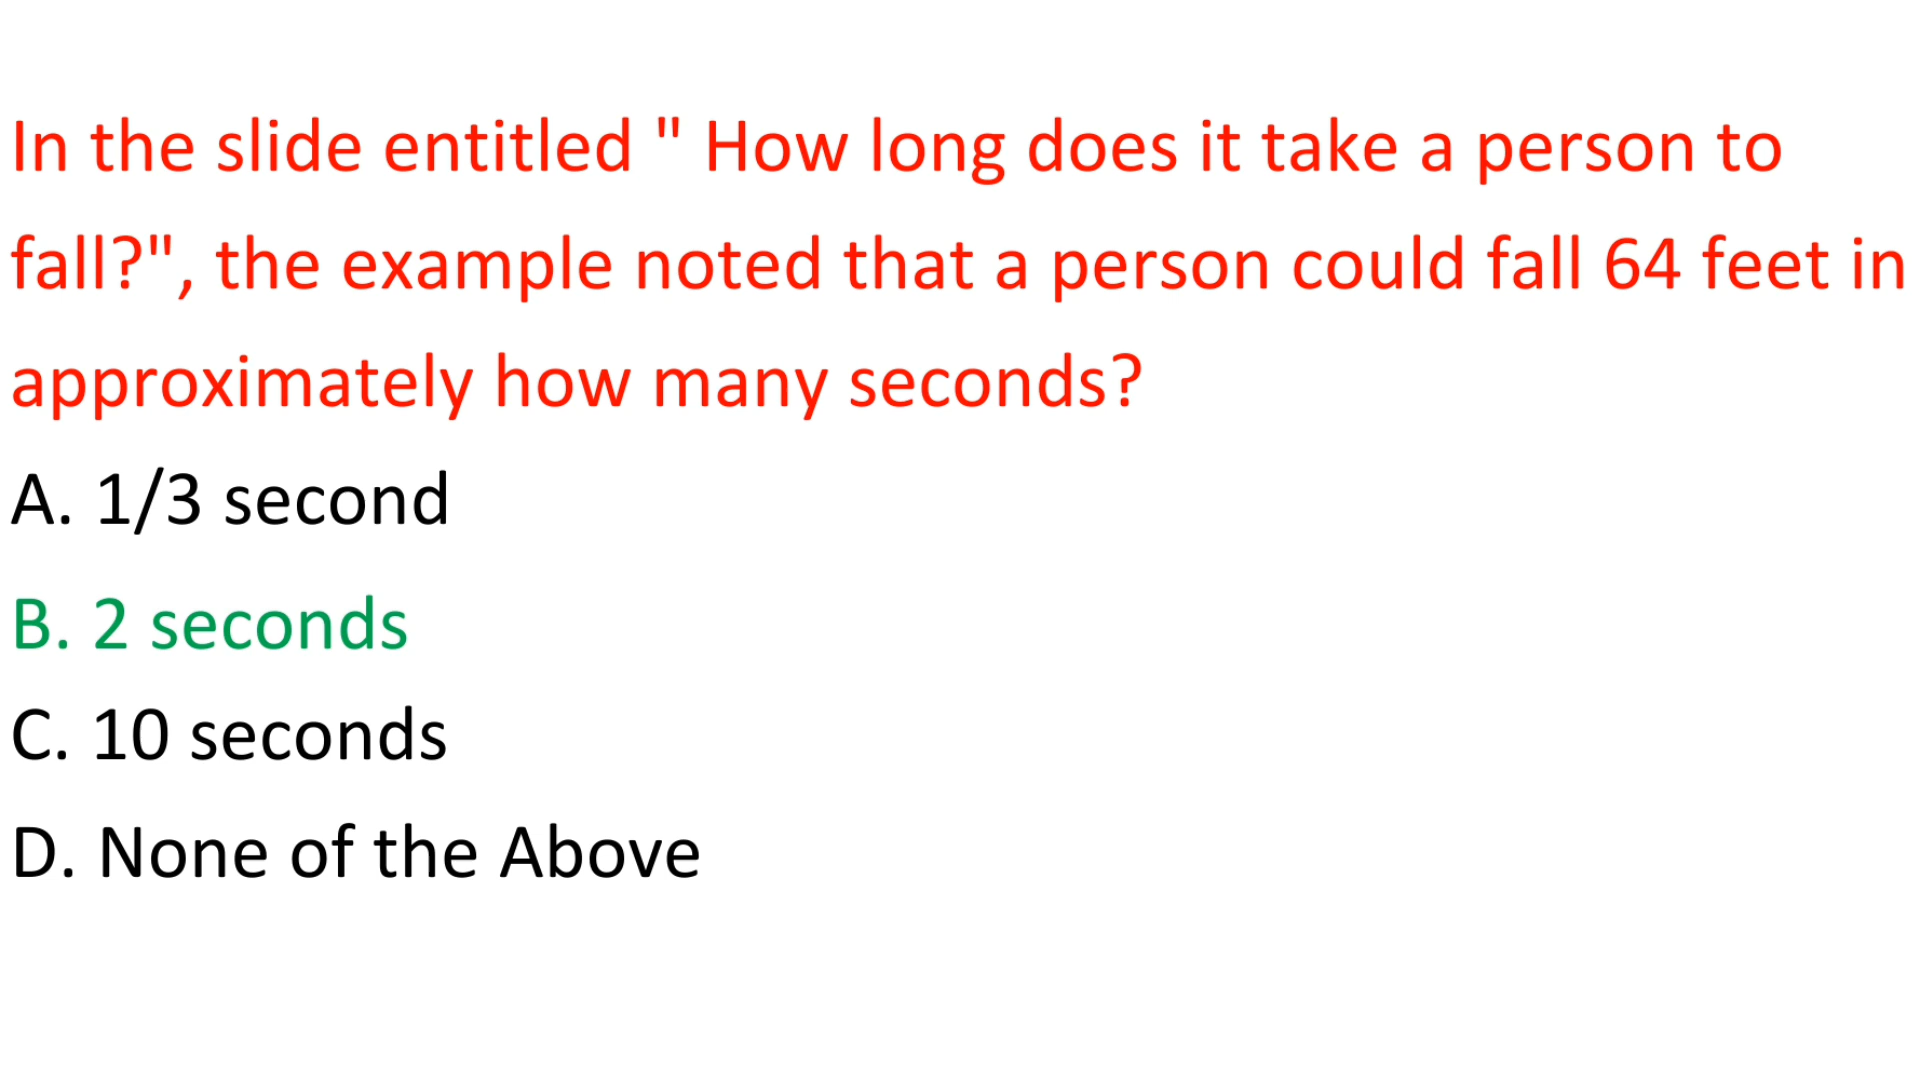 In the slide entitled " How long does it take a person to
fall?", the example noted that a person could fall 64 feet in
approximately how many seconds?
A. 1/3 second
B. 2 seconds
C. 10 seconds
D. None of the Above